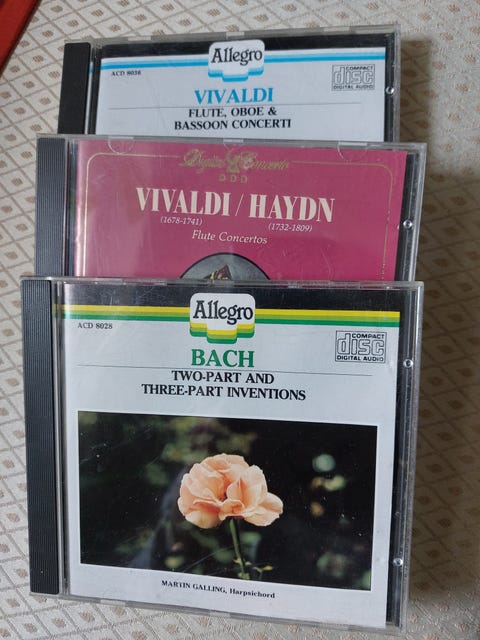 Allegro
ACD 8036
COMPACT
disc
DIGITAL AUDIO
VIVALDI
FLUTE, OBOE &
BASSOON CONCERTI
Digital Concerto
DDD
VIVALDI / HAYDN
(1678-1741) (1732-1809)
Flute Concertos
Allegro
ACD 8028
COMPACT
disc
DIGITAL AUDIO
BACH
TWO-PART AND
THREE-PART INVENTIONS
MARTIN GALLING, Harpsichord